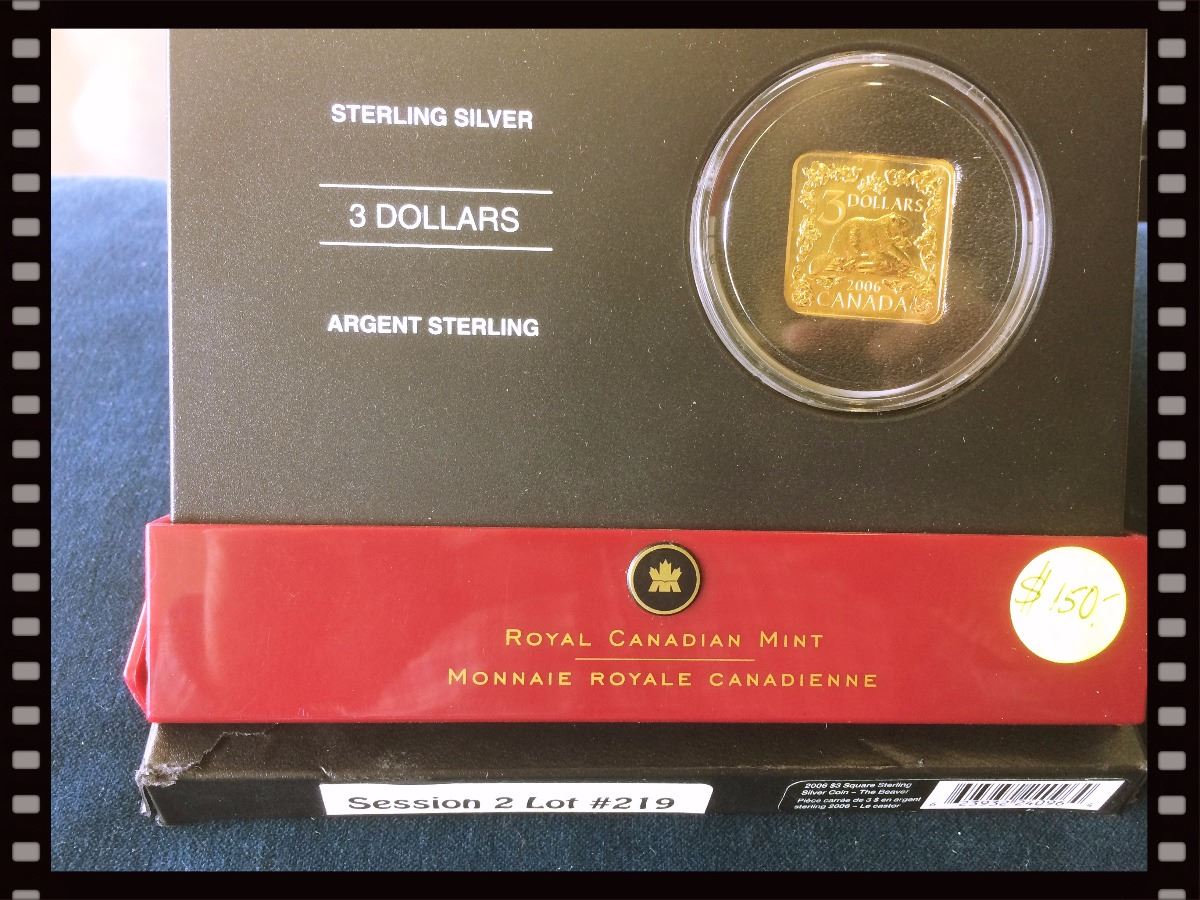 STERLING SILVER
3 DOLLARS
ARGENT STERLING
3 DOLLARS
2006
CANADA
$150.-
ROYAL CANADIAN MINT
MONNAIE ROYALE CANADIENNE
Session 2 Lot #219
2006 $3 Square Sterling
Silver Coin – The Beaver
Pièce carrée de 3 $ en argent
sterling 2006 – Le castor